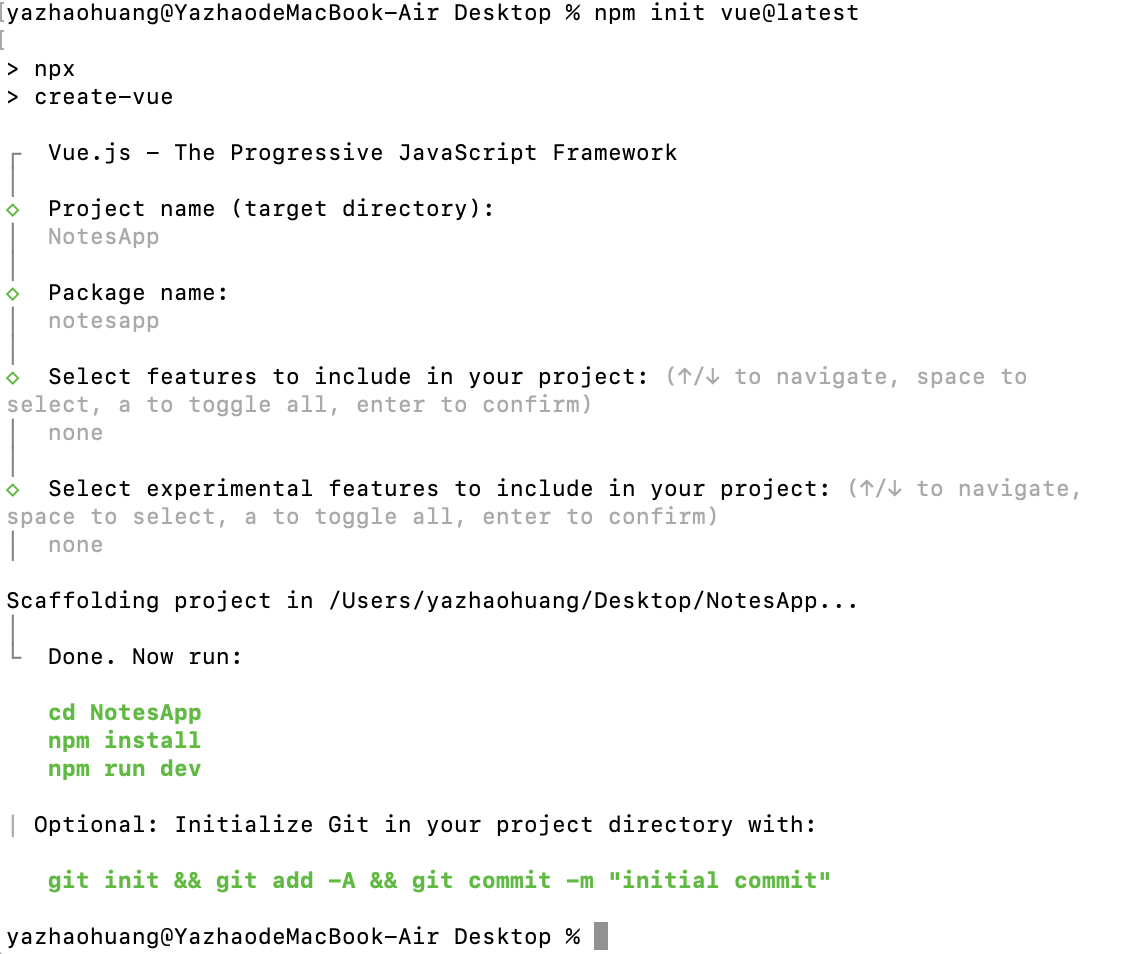 yazhaohuang@YazhaodeMacBook-Air Desktop % npm init vue@latest
> npx
> create-vue
Vue.js - The Progressive JavaScript Framework
Project name (target directory):
NotesApp
Package name:
notesapp
Select features to include in your project: (↑/↓ to navigate, space to
select, a to toggle all, enter to confirm)
none
Select experimental features to include in your project: (↑/↓ to navigate,
space to select, a to toggle all, enter to confirm)
none
Scaffolding project in /Users/yazhaohuang/Desktop/NotesApp...
Done. Now run:
cd NotesApp
npm install
npm run dev
| Optional: Initialize Git in your project directory with:
git init && git add -A && git commit -m "initial commit"
yazhaohuang@YazhaodeMacBook-Air Desktop %